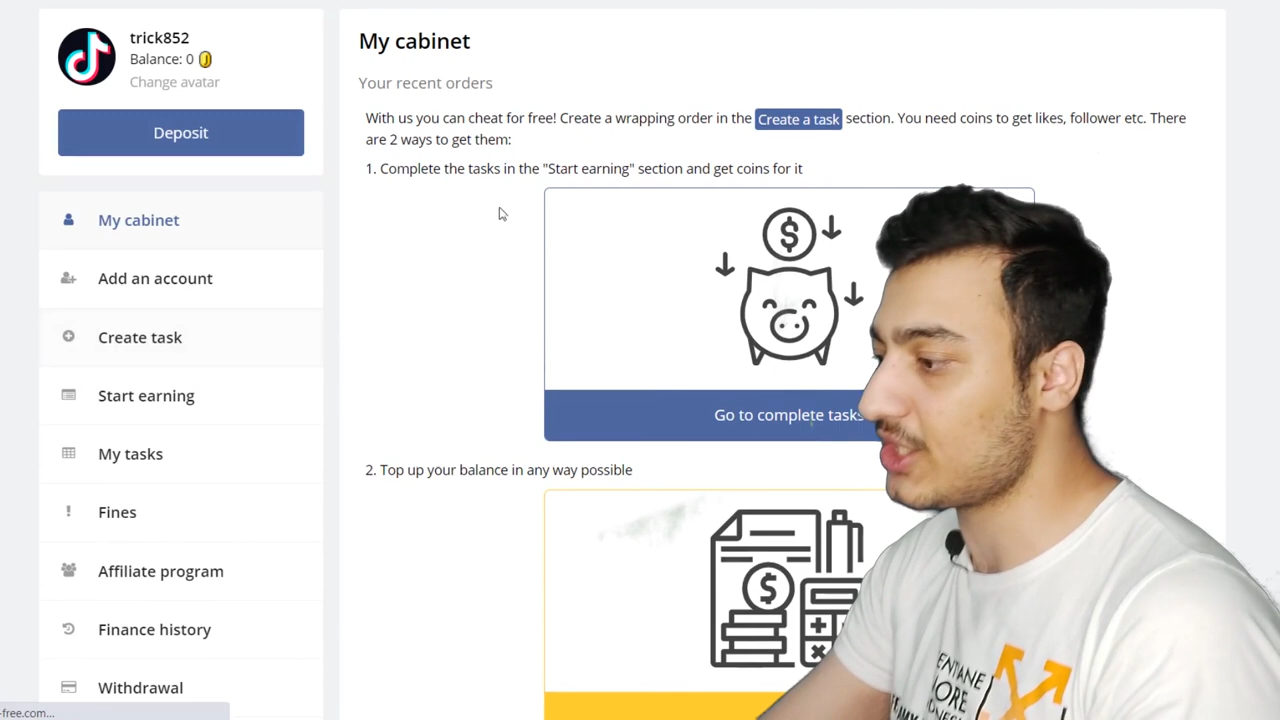 trick852
Balance: 0
Change avatar
Deposit
My cabinet
Add an account
Create task
Start earning
My tasks
Fines
Affiliate program
Finance history
Withdrawal
-free.com...
My cabinet
Your recent orders
With us you can cheat for free! Create a wrapping order in the Create a task section. You need coins to get likes, follower etc. There
are 2 ways to get them:
1. Complete the tasks in the "Start earning" section and get coins for it
Go to complete tasks
2. Top up your balance in any way possible